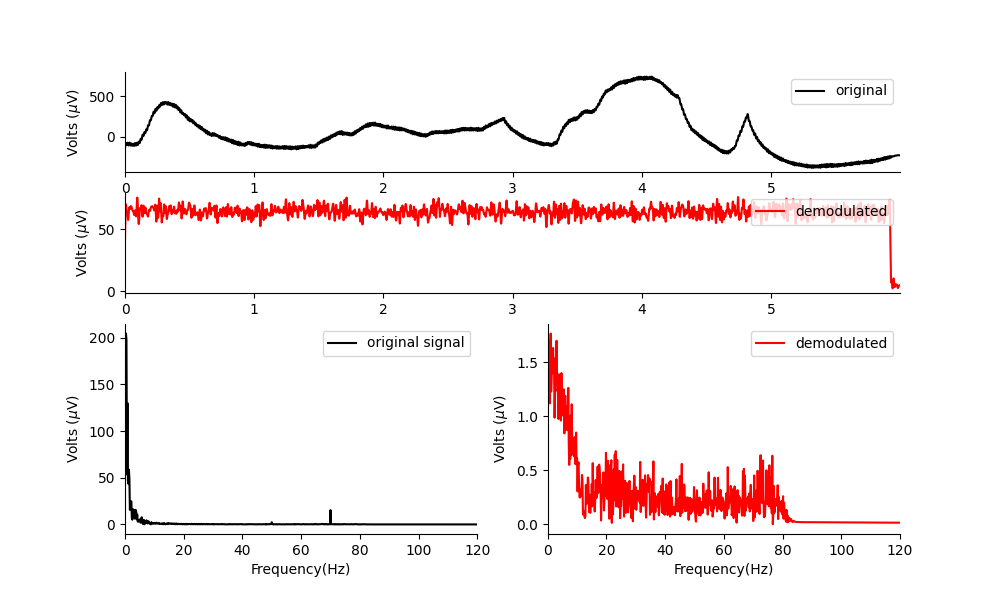 Volts (μV)
500
0
original
0 1 2 3 4 5
Volts (μV)
50
0
demodulated
0 1 2 3 4 5
Volts (μV)
200
150
100
50
0
original signal
0 20 40 60 80 100 120
Frequency(Hz)
Volts (μV)
1.5
1.0
0.5
0.0
demodulated
0 20 40 60 80 100 120
Frequency(Hz)